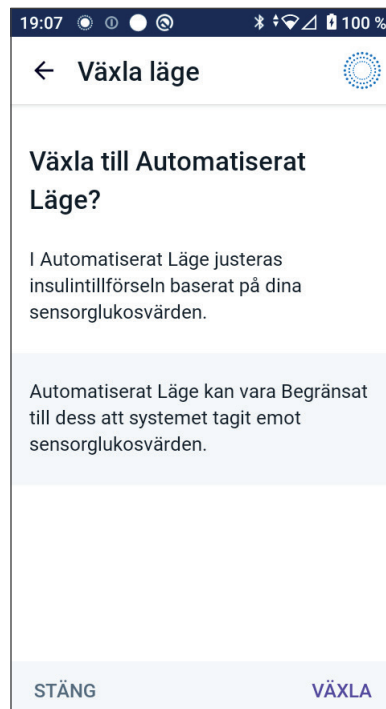 19:07 100 %
Växla läge
Växla till Automatiserat
Läge?
I Automatiserat Läge justeras
insulintillförseln baserat på dina
sensorglukosvärden.
Automatiserat Läge kan vara Begränsat
till dess att systemet tagit emot
sensorglukosvärden.
STÄNG VÄXLA